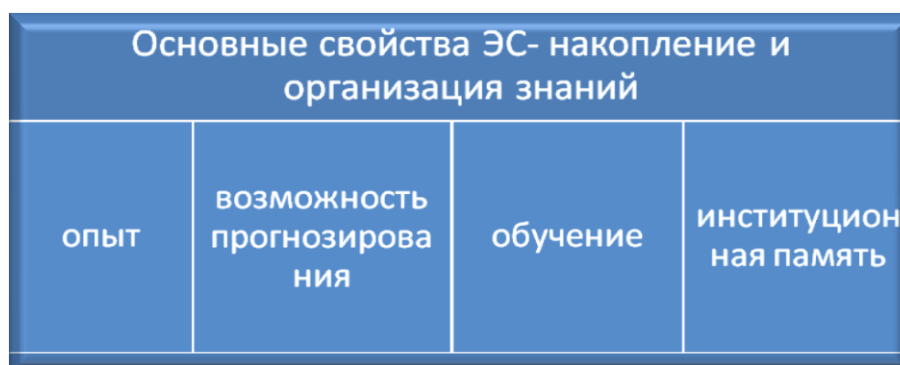 Основные свойства ЭС- накопление и
организация знаний
опыт
возможность
прогнозирова
ния
обучение
институцион
ная память